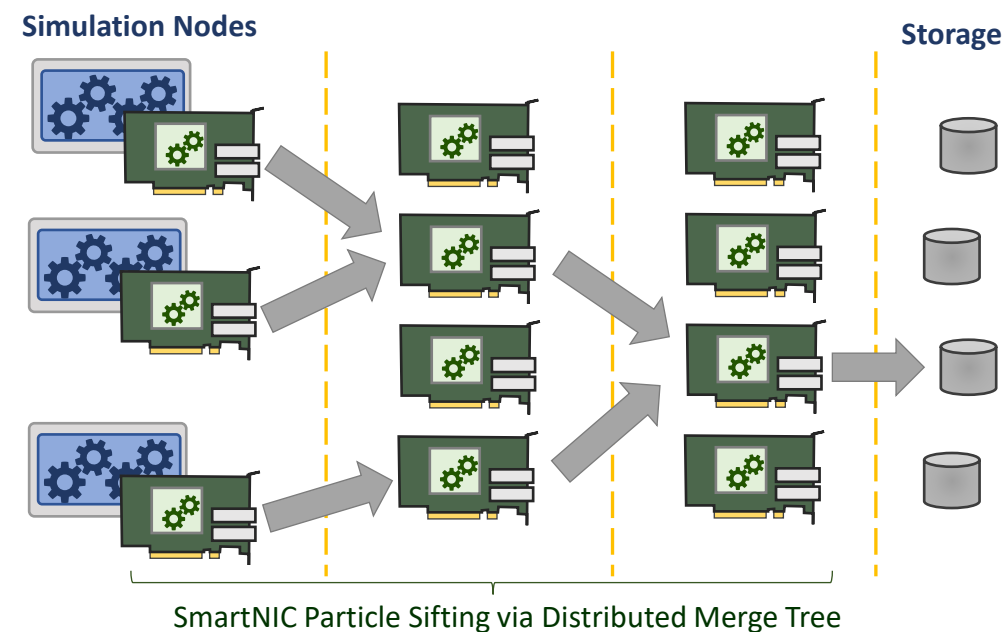 Simulation Nodes
Storage
SmartNIC Particle Sifting via Distributed Merge Tree